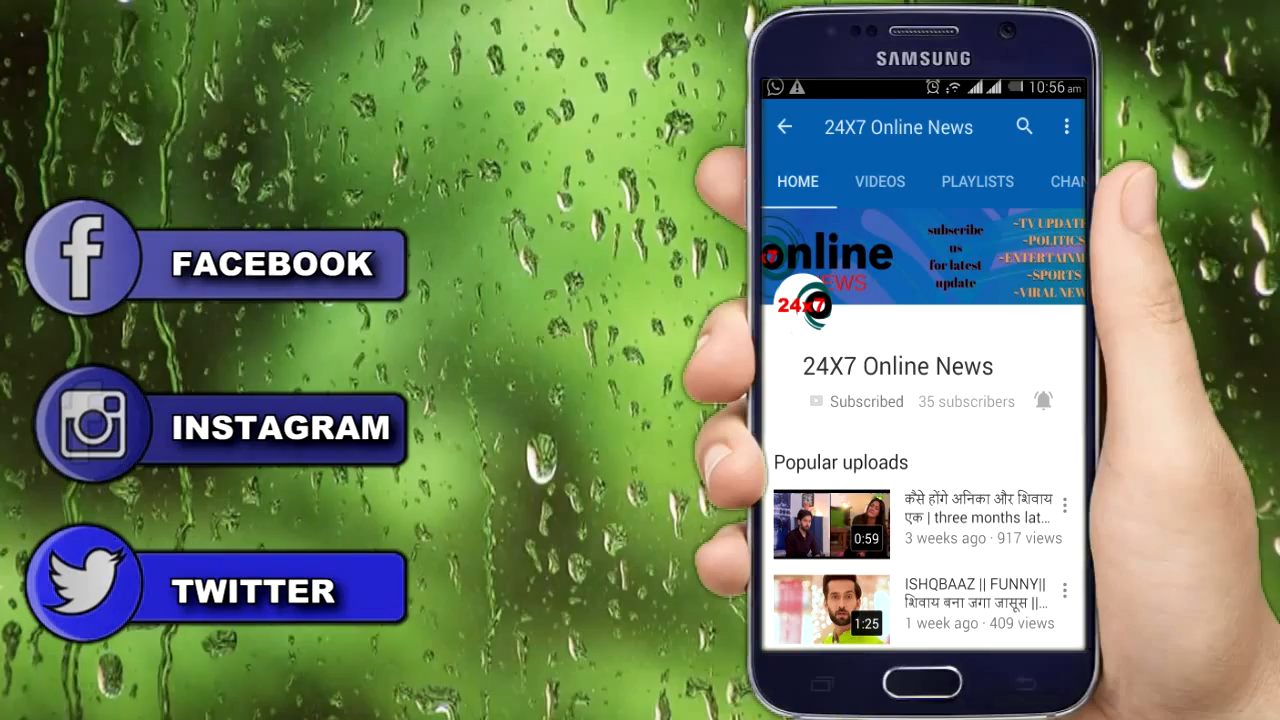 FACEBOOK
INSTAGRAM
TWITTER
SAMSUNG
10:56 am
24X7 Online News
HOME VIDEOS PLAYLISTS CHAN
online
NEWS
subscribe
us
for latest
update
~TV UPDATE
~POLITICS
~ENTERTAINM
~SPORTS
~VIRAL NEW
24x7
24X7 Online News
Subscribed 35 subscribers
Popular uploads
0:59
कैसे होंगे अनिका और शिवाय
एक | three months lat...
3 weeks ago · 917 views
1:25
ISHQBAAZ || FUNNY||
शिवाय बना जगा जासूस ||...
1 week ago · 409 views